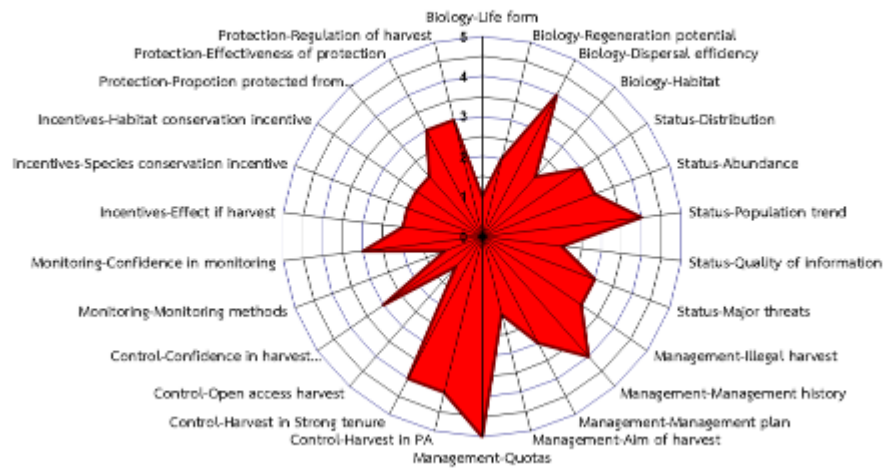 Biology-Life form
Biology-Regeneration potential
Biology-Dispersal efficiency
Biology-Habitat
Status-Distribution
Status-Abundance
Status-Population trend
Status-Quality of information
Status-Major threats
Management-Illegal harvest
Management-Management history
Management-Management plan
Management-Aim of harvest
Management-Quotas
Control-Harvest in PA
Control-Harvest in Strong tenure
Control-Open access harvest
Control-Confidence in harvest...
Monitoring-Monitoring methods
Monitoring-Confidence in monitoring
Incentives-Effect if harvest
Incentives-Species conservation incentive
Incentives-Habitat conservation incentive
Protection-Propotion protected from...
Protection-Effectiveness of protection
Protection-Regulation of harvest
5
4
3
2
1
0